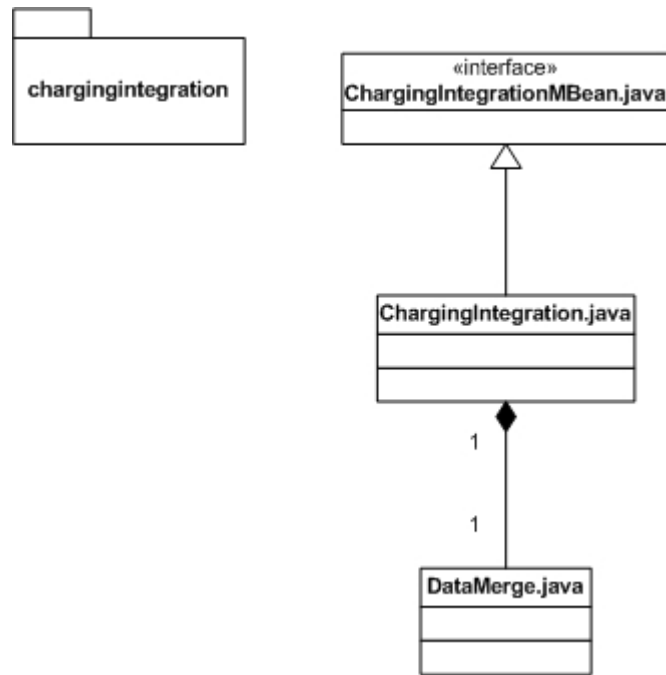 chargingintegration
«interface»
ChargingIntegrationMBean.java
ChargingIntegration.java
1
1
DataMerge.java